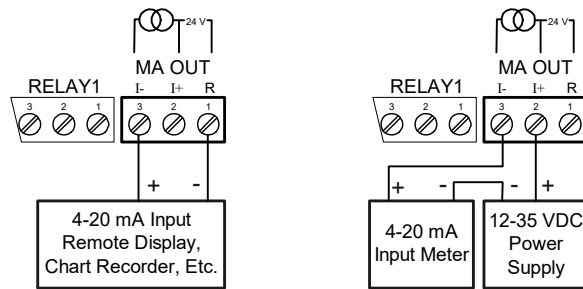 24 V
MA OUT
RELAY1 I- I+ R
3 2 1 3 2 1
+ -
4-20 mA Input
Remote Display,
Chart Recorder, Etc.
24 V
MA OUT
RELAY1 I- I+ R
3 2 1 3 2 1
+ - - +
4-20 mA
Input Meter
12-35 VDC
Power
Supply